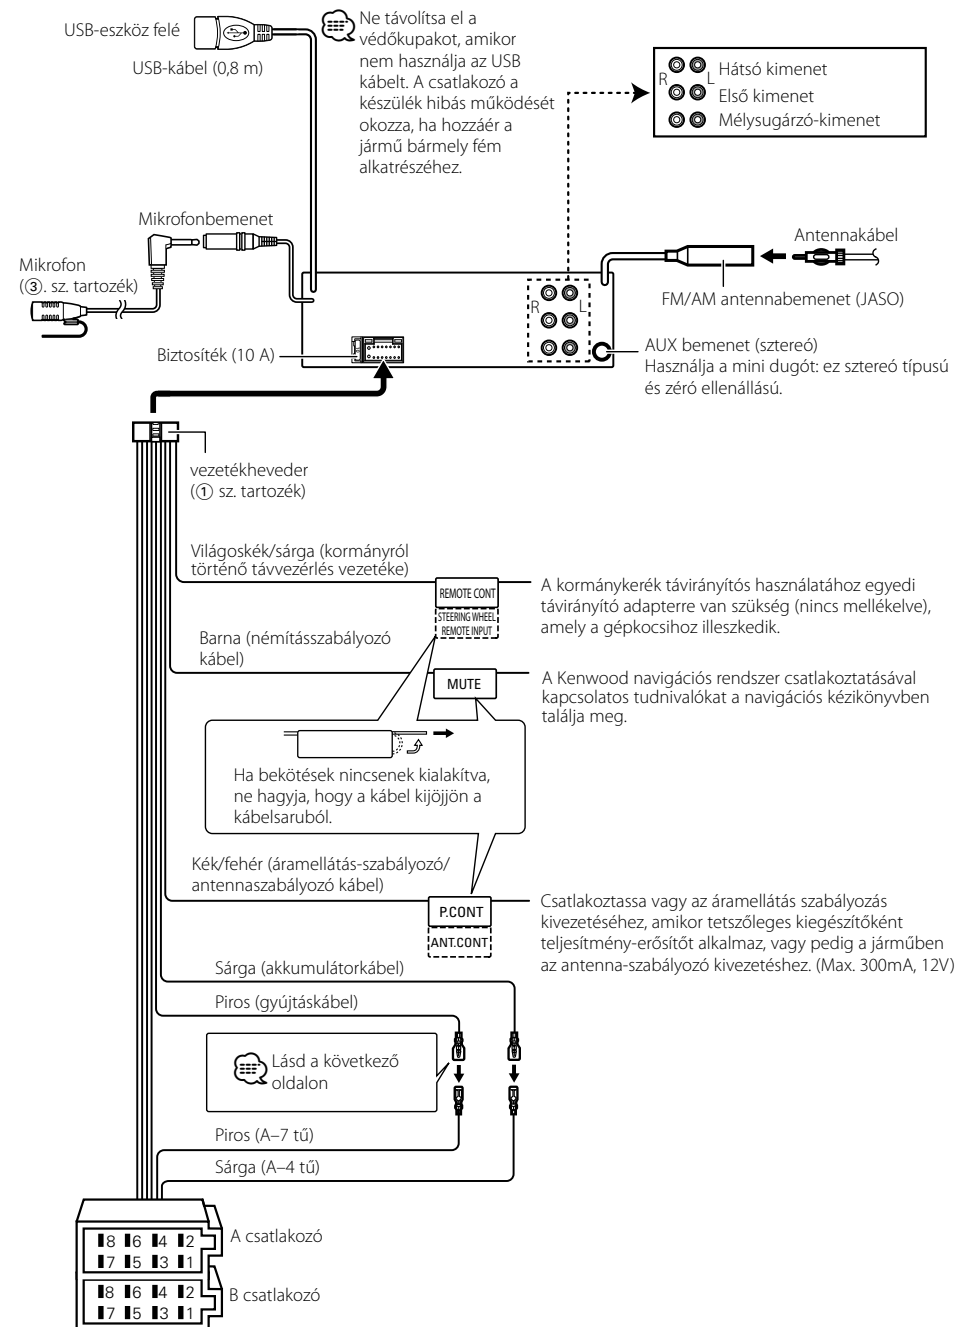 USB-eszköz felé
USB-kábel (0,8 m)
Ne távolítsa el a
védőkupakot, amikor
nem használja az USB
kábelt. A csatlakozó a
készülék hibás működését
okozza, ha hozzáér a
jármű bármely fém
alkatrészéhez.
R
L
Hátsó kimenet
Első kimenet
Mélysugárzó-kimenet
Mikrofonbemenet
Mikrofon
(③. sz. tartozék)
Antennakábel
FM/AM antennabemenet (JASO)
R
L
Biztosíték (10 A)
AUX bemenet (sztereó)
Használja a mini dugót: ez sztereó típusú
és zéró ellenállású.
vezetékheveder
(① sz. tartozék)
Világoskék/sárga (kormányról
történő távvezérlés vezetéke)
REMOTE CONT
STEERING WHEEL
REMOTE INPUT
A kormánykerék távirányítós használatához egyedi
távirányító adapterre van szükség (nincs mellékelve),
amely a gépkocsihoz illeszkedik.
Barna (némításszabályozó
kábel)
MUTE
A Kenwood navigációs rendszer csatlakoztatásával
kapcsolatos tudnivalókat a navigációs kézikönyvben
találja meg.
Ha bekötések nincsenek kialakítva,
ne hagyja, hogy a kábel kijöjjön a
kábelsaruból.
Kék/fehér (áramellátás-szabályozó/
antennaszabályozó kábel)
P.CONT
ANT.CONT
Csatlakoztassa vagy az áramellátás szabályozás
kivezetéséhez, amikor tetszőleges kiegészítőként
teljesítmény-erősítőt alkalmaz, vagy pedig a járműben
az antenna-szabályozó kivezetéshez. (Max. 300mA, 12V)
Sárga (akkumulátorkábel)
Piros (gyújtáskábel)
Lásd a következő
oldalon
Piros (A–7 tű)
Sárga (A–4 tű)
8 6 4 2
7 5 3 1
A csatlakozó
8 6 4 2
7 5 3 1
B csatlakozó